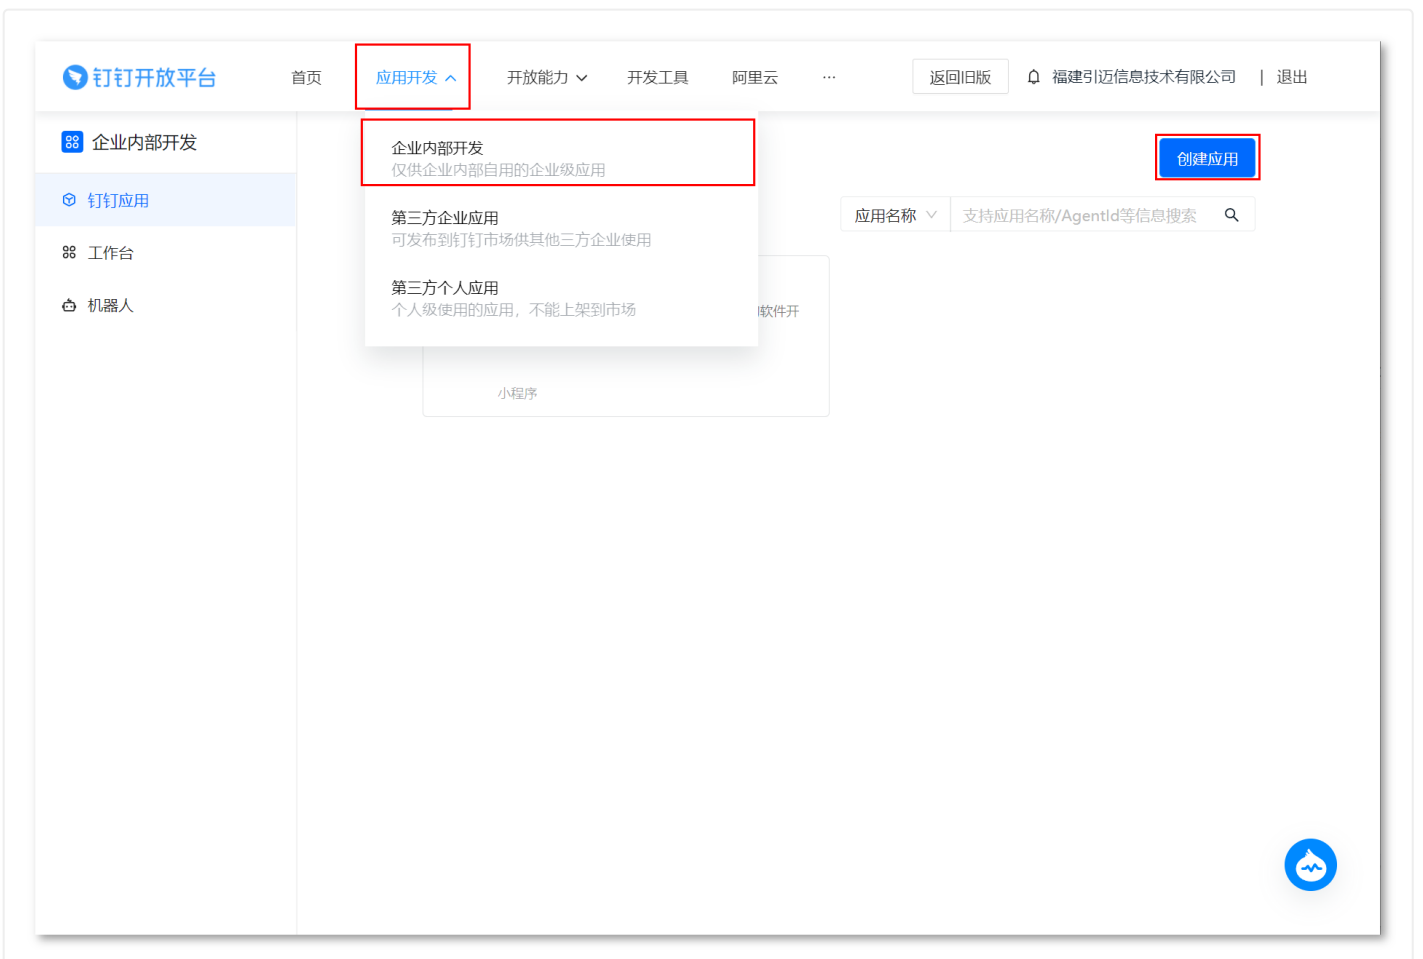 钉钉开放平台
首页
应用开发
开放能力
开发工具
阿里云
···
返回旧版
福建引迈信息技术有限公司
|
退出
企业内部开发
钉钉应用
工作台
机器人
企业内部开发
仅供企业内部自用的企业级应用
第三方企业应用
可发布到钉钉市场供其他三方企业使用
第三方个人应用
个人级使用的应用，不能上架到市场
创建应用
应用名称
支持应用名称/AgentId等信息搜索
软件开
小程序